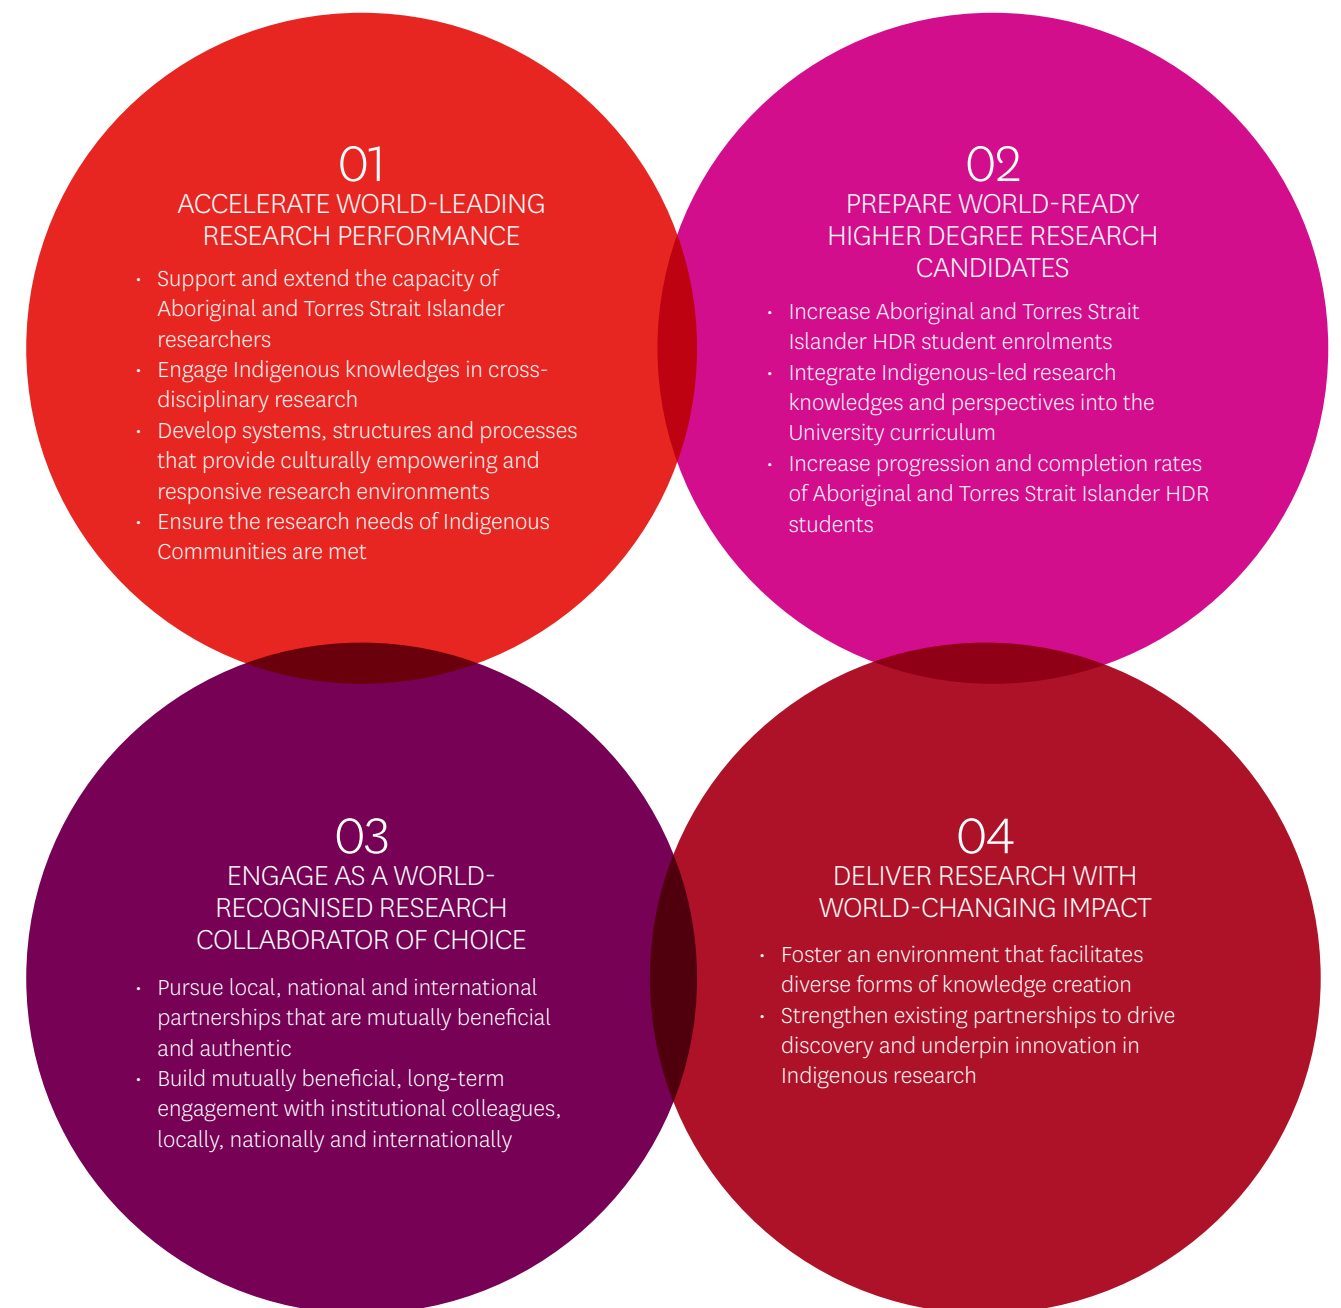 01
ACCELERATE WORLD-LEADING
RESEARCH PERFORMANCE
• Support and extend the capacity of
Aboriginal and Torres Strait Islander
researchers
• Engage Indigenous knowledges in cross-
disciplinary research
• Develop systems, structures and processes
that provide culturally empowering and
responsive research environments
• Ensure the research needs of Indigenous
Communities are met
02
PREPARE WORLD-READY
HIGHER DEGREE RESEARCH
CANDIDATES
• Increase Aboriginal and Torres Strait
Islander HDR student enrolments
• Integrate Indigenous-led research
knowledges and perspectives into the
University curriculum
• Increase progression and completion rates
of Aboriginal and Torres Strait Islander HDR
students
03
ENGAGE AS A WORLD-
RECOGNISED RESEARCH
COLLABORATOR OF CHOICE
• Pursue local, national and international
partnerships that are mutually beneficial
and authentic
• Build mutually beneficial, long-term
engagement with institutional colleagues,
locally, nationally and internationally
04
DELIVER RESEARCH WITH
WORLD-CHANGING IMPACT
• Foster an environment that facilitates
diverse forms of knowledge creation
• Strengthen existing partnerships to drive
discovery and underpin innovation in
Indigenous research